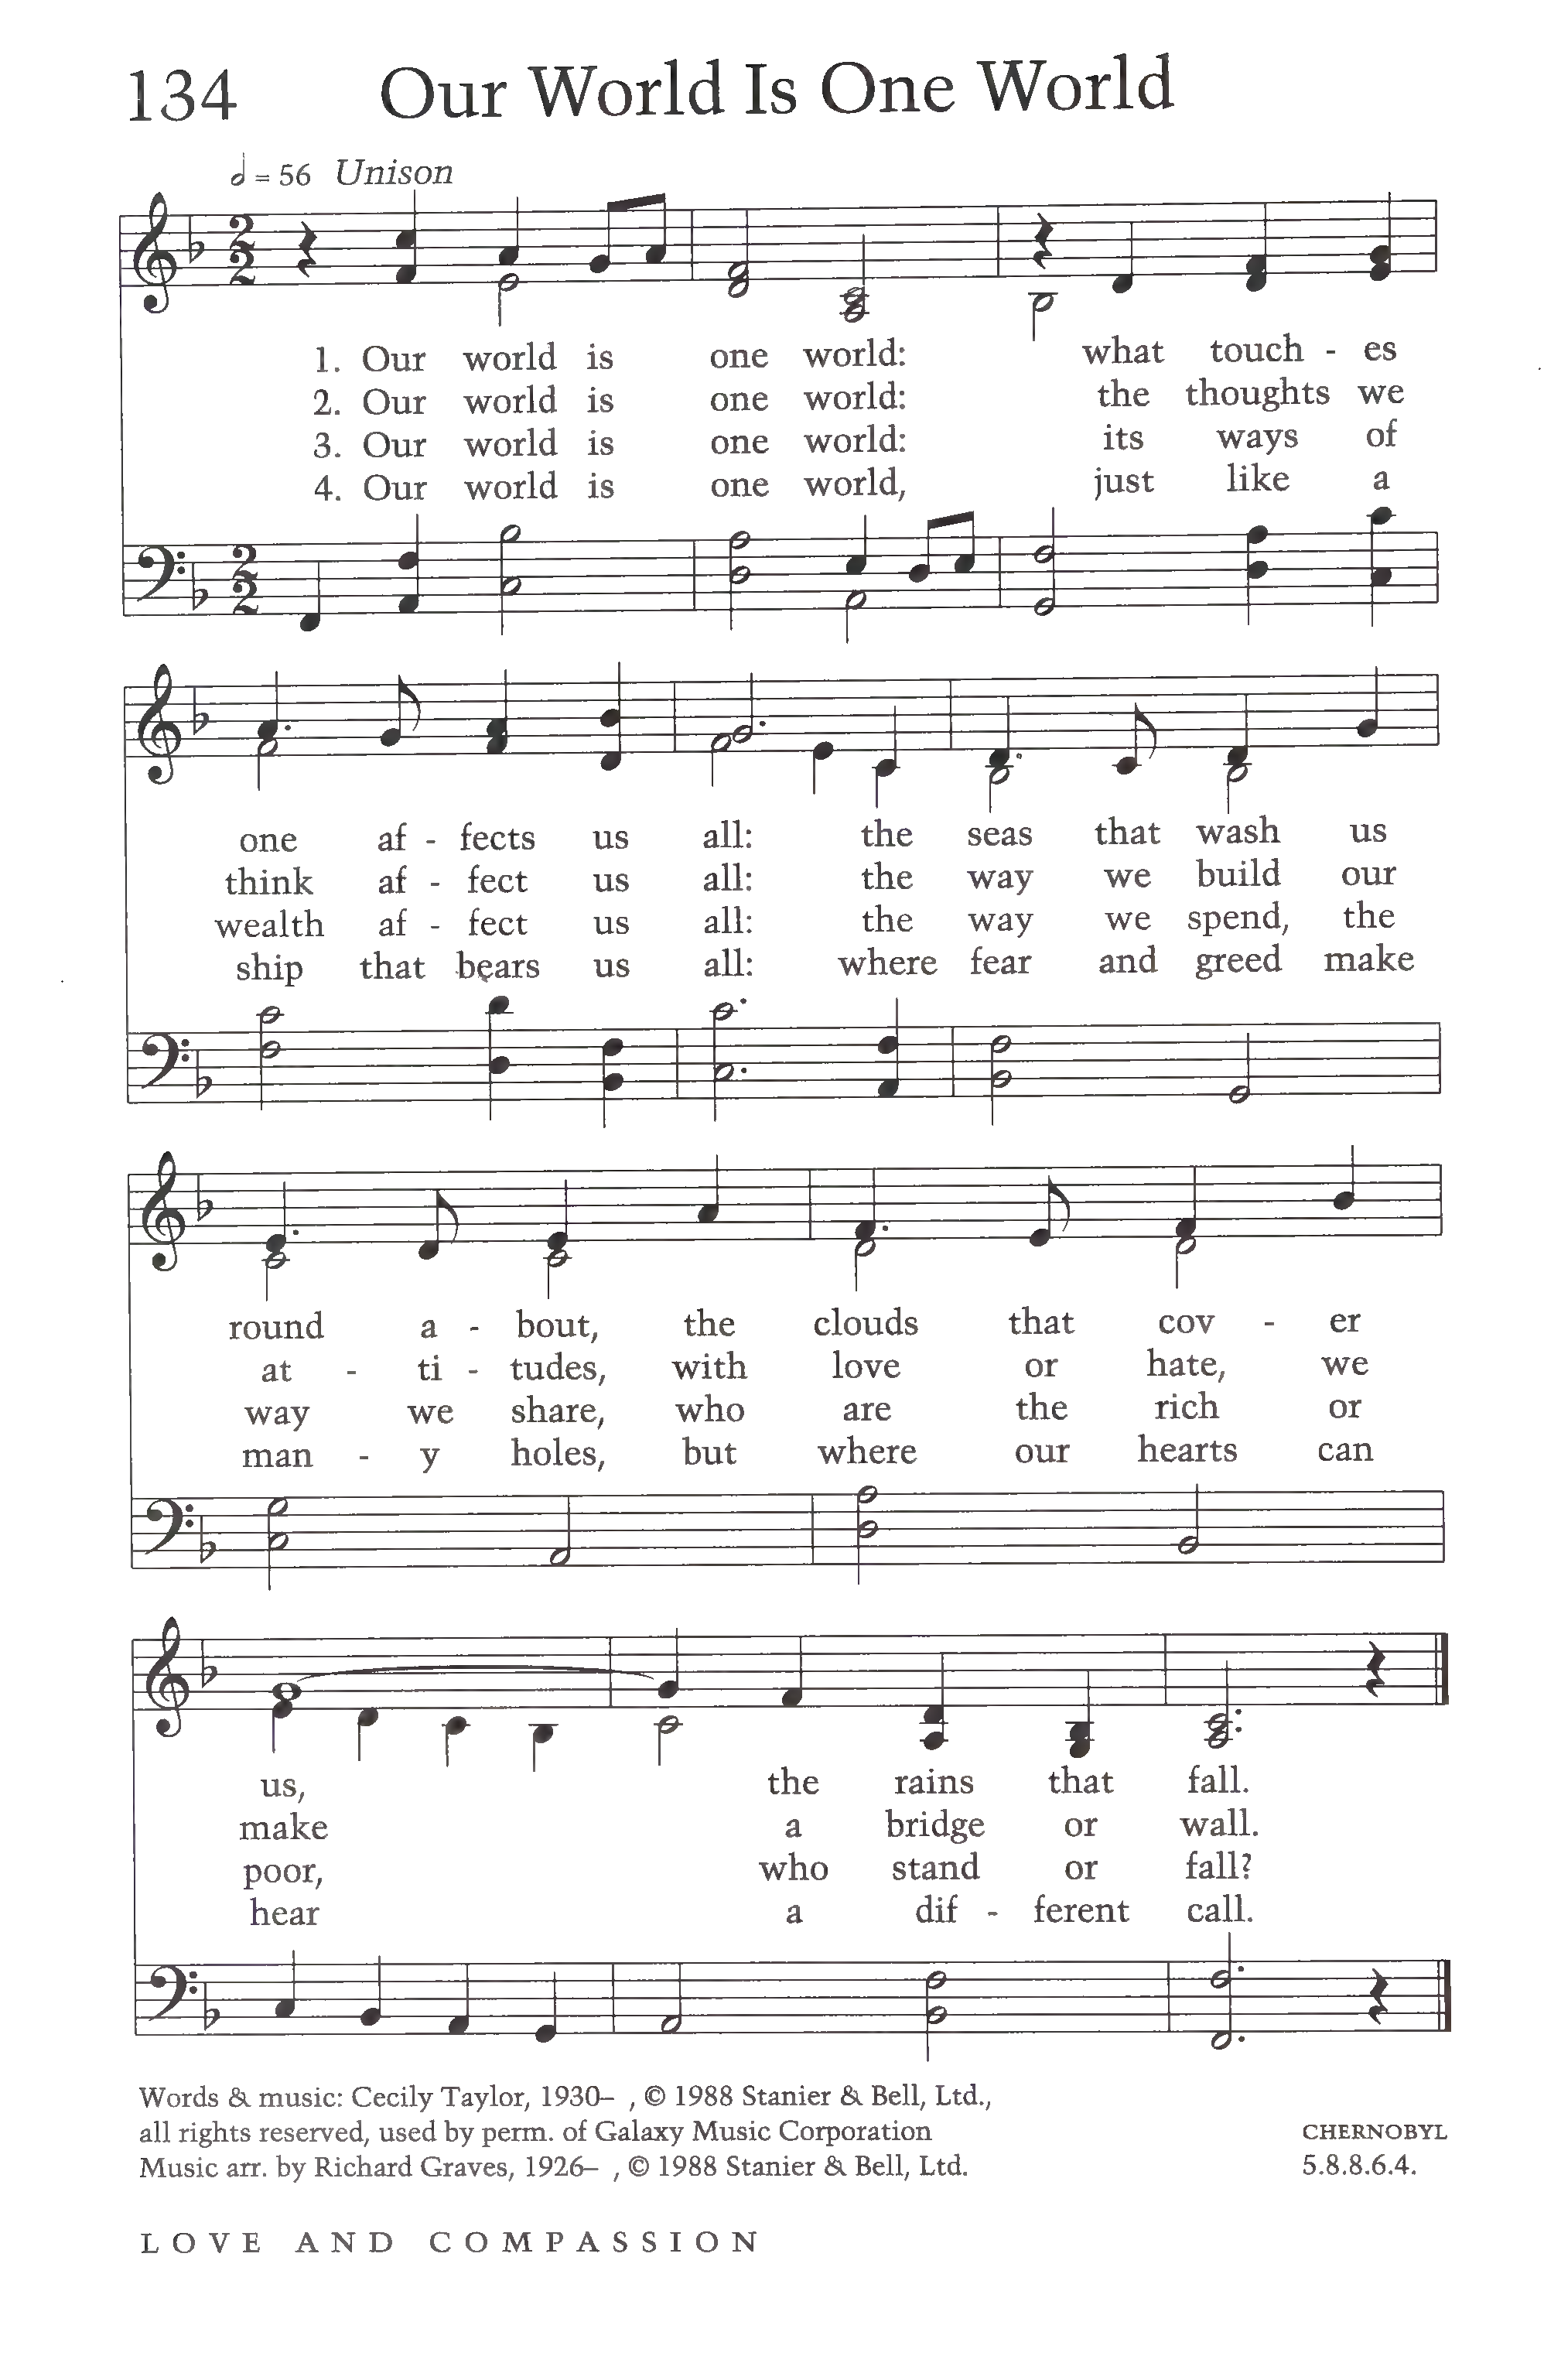 134 Our World Is One World
= 56 Unison
1. Our world is one world: what touch - es
2. Our world is one world: the thoughts we
3. Our world is one world: its ways of
4. Our world is one world, just like a
one af - fects us all: the seas that wash us
think af - fect us all: the way we build our
wealth af - fect us all: the way we spend, the
ship that bears us all: where fear and greed make
round a - bout, the clouds that cov - er
at - ti - tudes, with love or hate, we
way we share, who are the rich or
man - y holes, but where our hearts can
us, the rains that fall.
make a bridge or wall.
poor, who stand or fall?
hear a dif - ferent call.
Words & music: Cecily Taylor, 1930– , © 1988 Stanier & Bell, Ltd.,
all rights reserved, used by perm. of Galaxy Music Corporation
Music arr. by Richard Graves, 1926– , © 1988 Stanier & Bell, Ltd.
CHERNOBYL
5.8.8.6.4.
LOVE AND COMPASSION